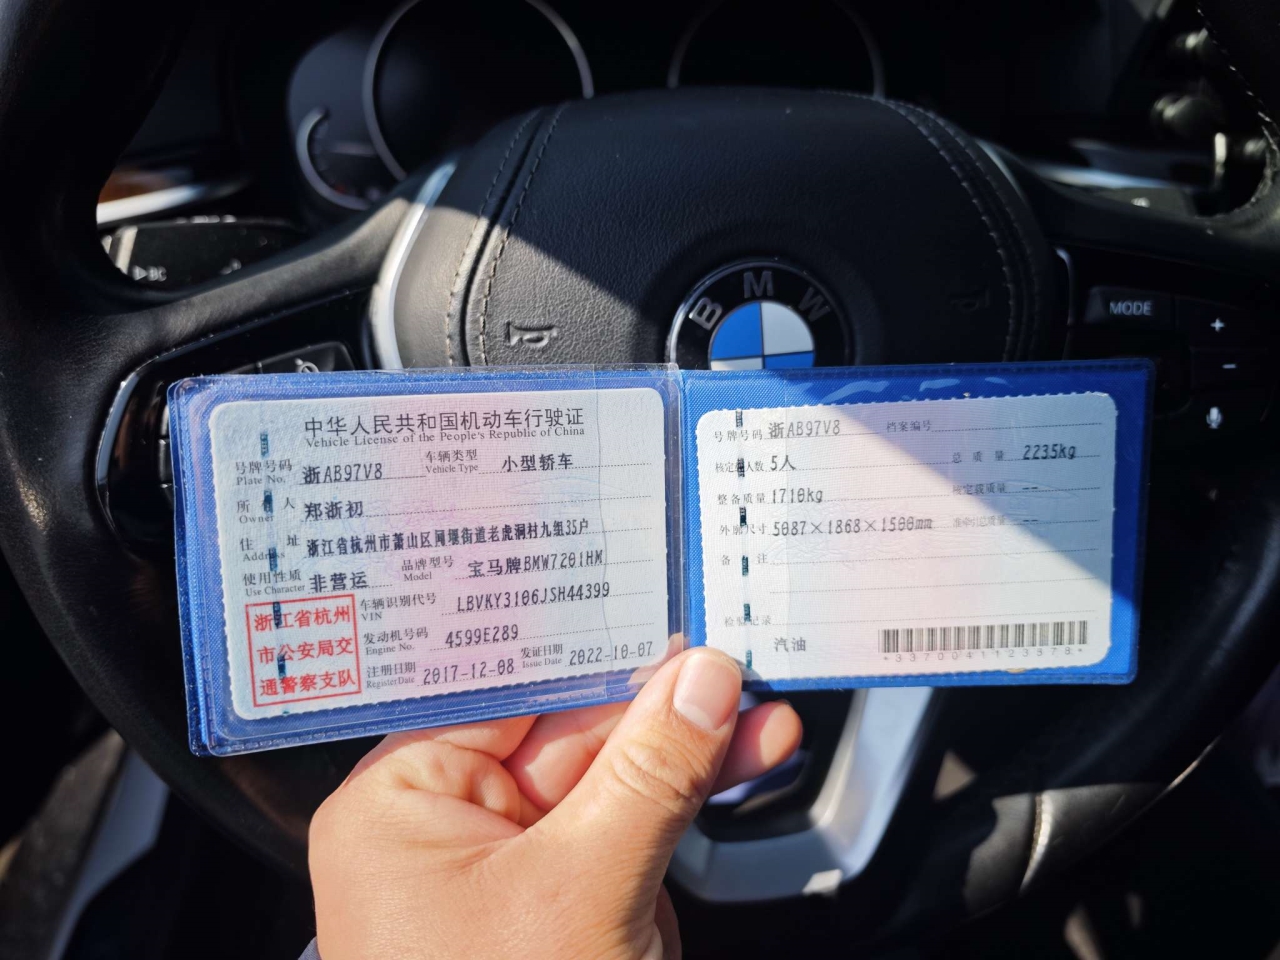 BC
BMW
MODE
+
−
中华人民共和国机动车行驶证
Vehicle License of the People's Republic of China
号牌号码 浙AB97V8 车辆类型 小型轿车
Plate No. Vehicle Type
所有人 郑浙初
Owner
住址 浙江省杭州市萧山区闻堰街道老虎洞村九组35户
Address
使用性质 非营运 品牌型号 宝马牌BMW7201HM
Use Character Model
浙江省杭州
市公安局交
通警察支队
车辆识别代号 LBVKY3106JSH44399
VIN
发动机号码 4599E289
Engine No.
注册日期 2017-12-08 发证日期 2022-10-07
Register Date Issue Date
号牌号码 浙AB97V8 档案编号
核定载人数 5人 总质量 2235kg
整备质量 1710kg 核定载质量 --
外廓尺寸 5087×1868×1500mm 准牵引总质量 --
备注
检验记录
汽油